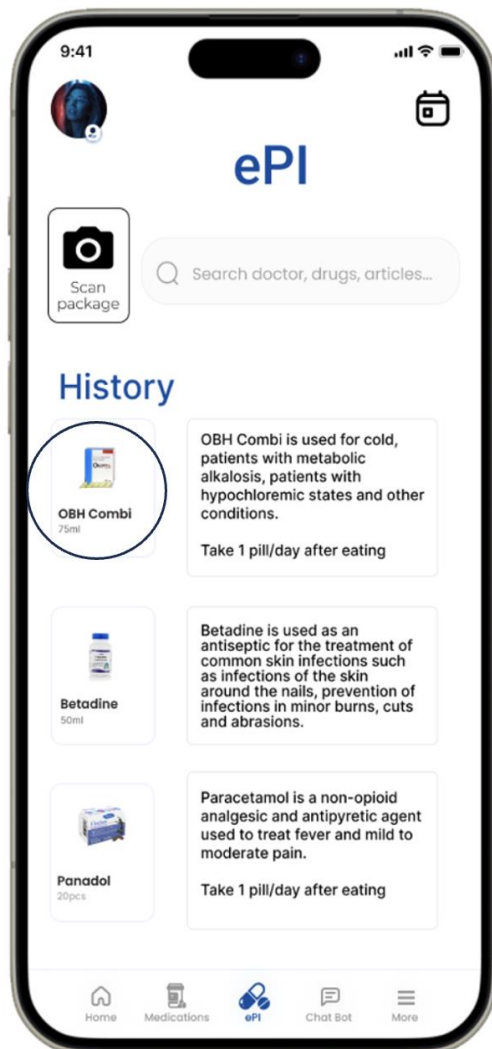 9:41
ePI
Scan
package
Search doctor, drugs, articles...
History
OBH Combi
75ml
OBH Combi is used for cold,
patients with metabolic
alkalosis, patients with
hypochloremic states and other
conditions.
Take 1 pill/day after eating
Betadine
50ml
Betadine is used as an
antiseptic for the treatment of
common skin infections such
as infections of the skin
around the nails, prevention of
infections in minor burns, cuts
and abrasions.
Panadol
20pcs
Paracetamol is a non-opioid
analgesic and antipyretic agent
used to treat fever and mild to
moderate pain.
Take 1 pill/day after eating
Home
Medications
ePI
Chat Bot
More